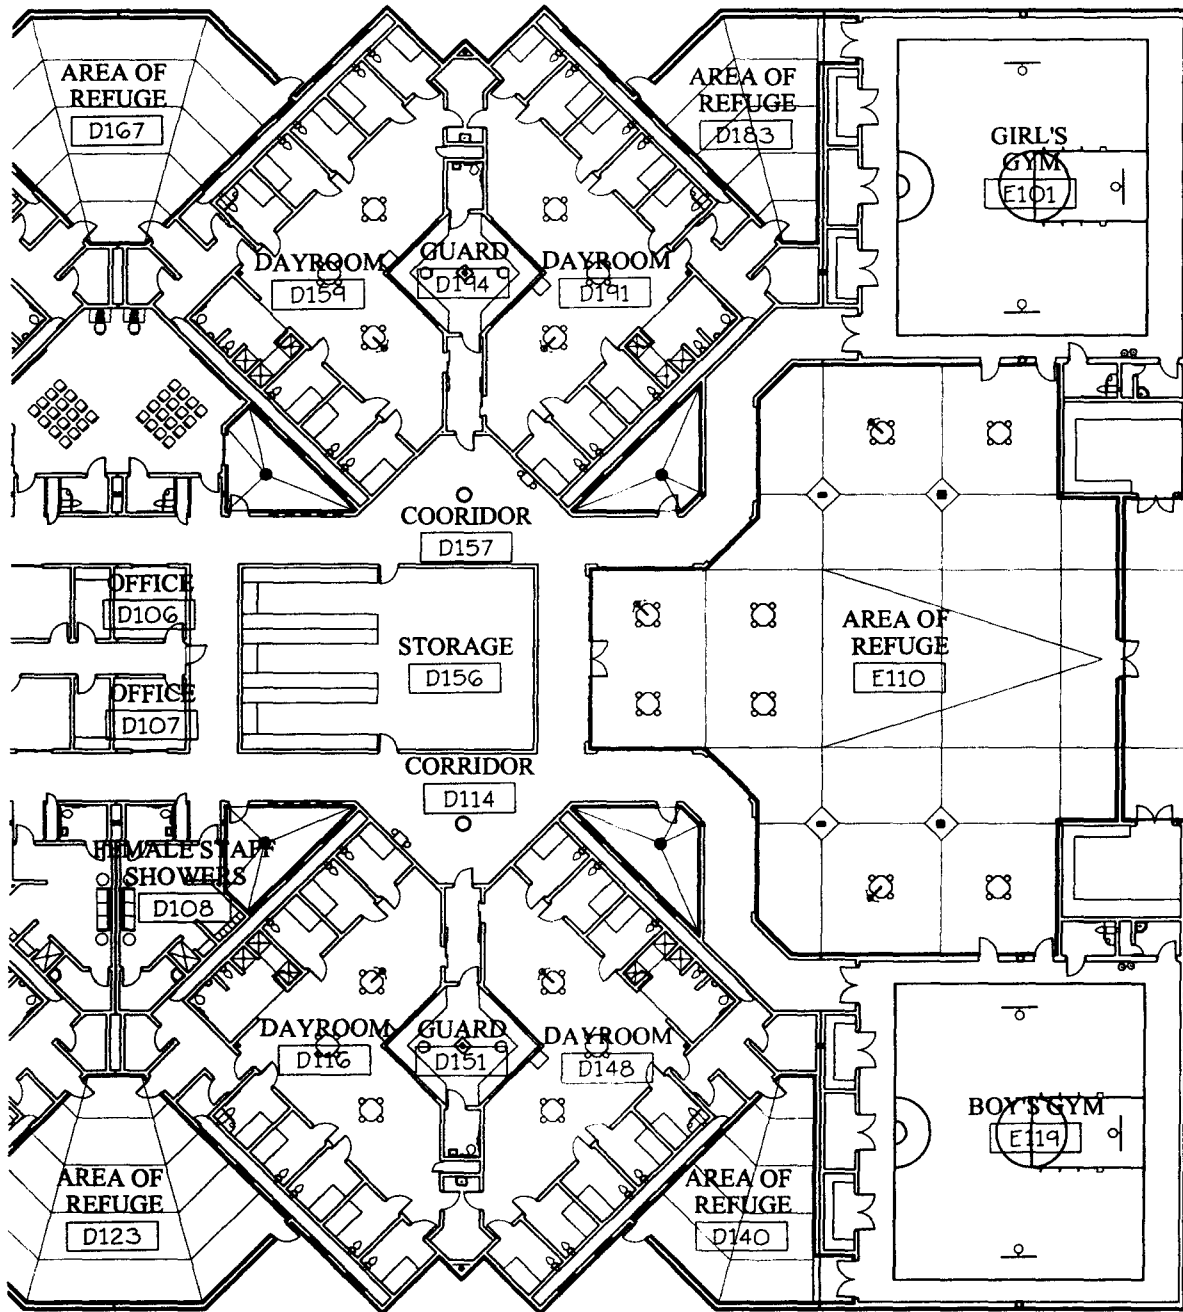 AREA OF
REFUGE
D167
AREA OF
REFUGE
D183
GIRL'S
GYM
E101
DAYROOM
D159
GUARD
D194
DAYROOM
D191
COORIDOR
D157
OFFICE
D106
STORAGE
D156
AREA OF
REFUGE
E110
OFFICE
D107
CORRIDOR
D114
FEMALE STAFF
SHOWERS
D108
DAYROOM
D116
GUARD
D151
DAYROOM
D148
BOY'S GYM
E119
AREA OF
REFUGE
D123
AREA OF
REFUGE
D140